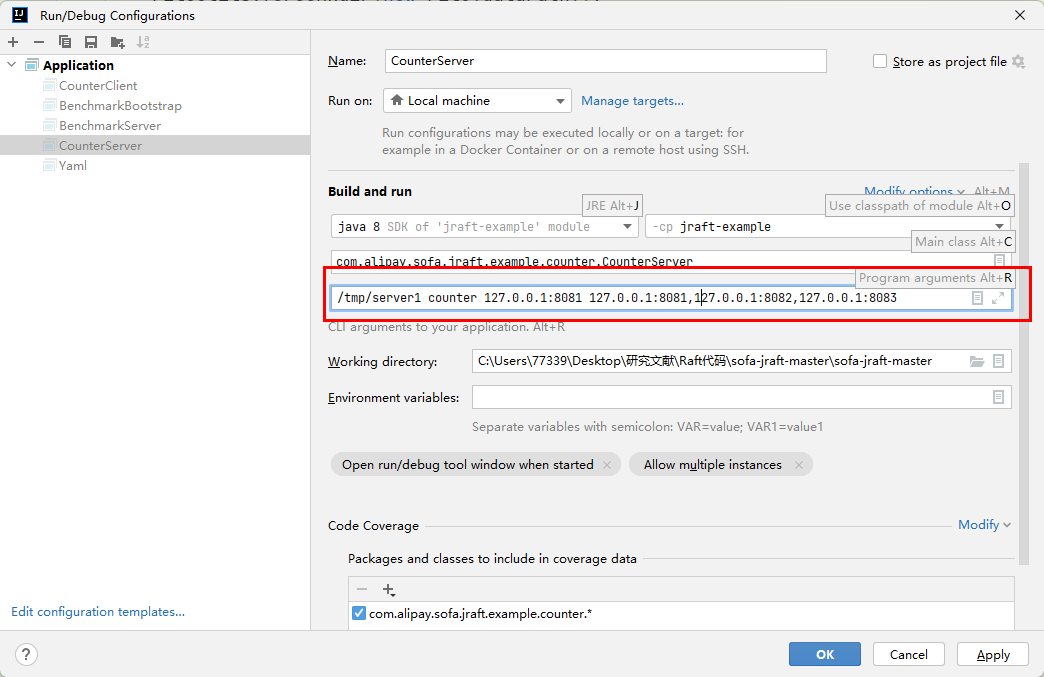 Run/Debug Configurations
Application
CounterClient
BenchmarkBootstrap
BenchmarkServer
CounterServer
Yaml
Edit configuration templates...
Name: CounterServer Store as project file
Run on: Local machine Manage targets...
Run configurations may be executed locally or on a target: for
example in a Docker Container or on a remote host using SSH.
Build and run Modify options Alt+M
JRE Alt+J Use classpath of module Alt+O
java 8 SDK of 'jraft-example' module -cp jraft-example
Main class Alt+C
com.alipay.sofa.jraft.example.counter.CounterServer
Program arguments Alt+R
/tmp/server1 counter 127.0.0.1:8081 127.0.0.1:8081,127.0.0.1:8082,127.0.0.1:8083
CLI arguments to your application. Alt+R
Working directory: C:\Users\77339\Desktop\研究文献\Raft代码\sofa-jraft-master\sofa-jraft-master
Environment variables:
Separate variables with semicolon: VAR=value; VAR1=value1
Open run/debug tool window when started × Allow multiple instances ×
Code Coverage Modify
Packages and classes to include in coverage data
com.alipay.sofa.jraft.example.counter.*
? OK Cancel Apply